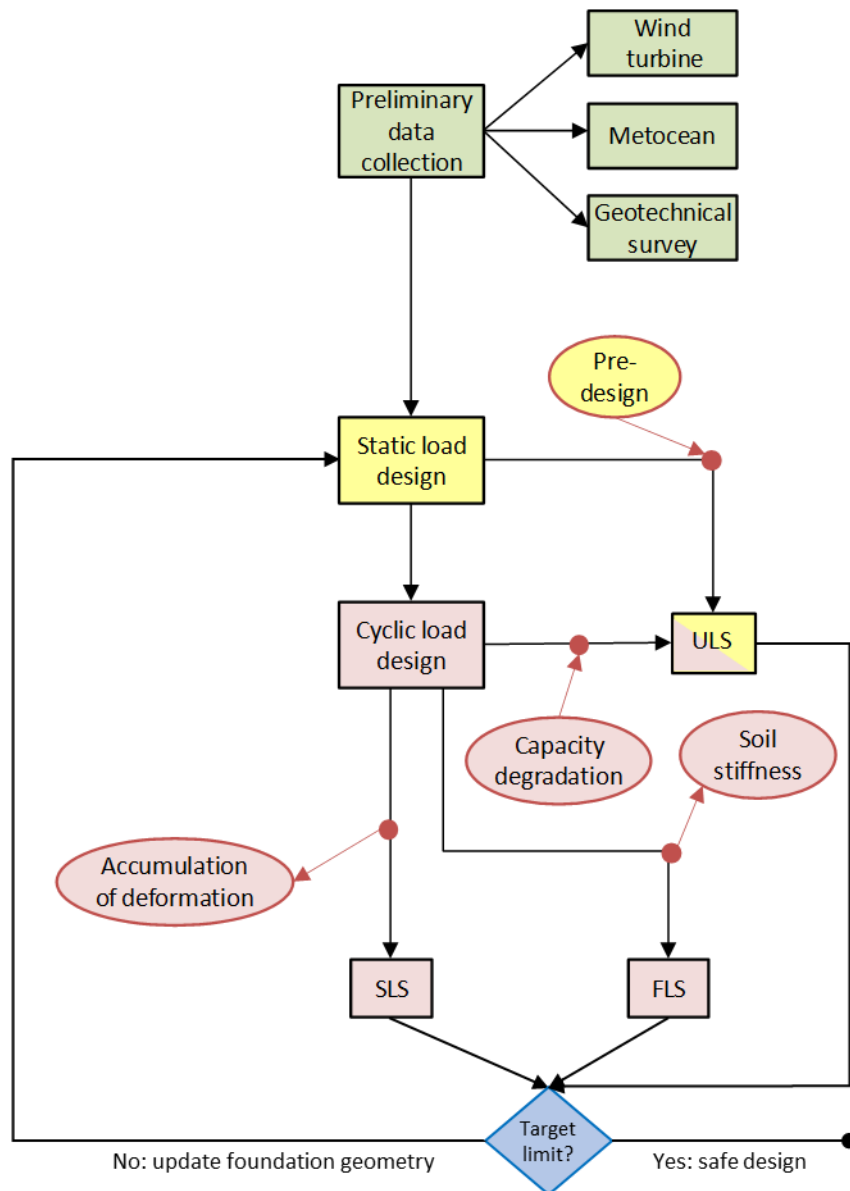 Wind
turbine
Preliminary
data
collection
Metocean
Geotechnical
survey
Pre-
design
Static load
design
Cyclic load
design
ULS
Capacity
degradation
Soil
stiffness
Accumulation
of deformation
SLS
FLS
Target
limit?
No: update foundation geometry
Yes: safe design